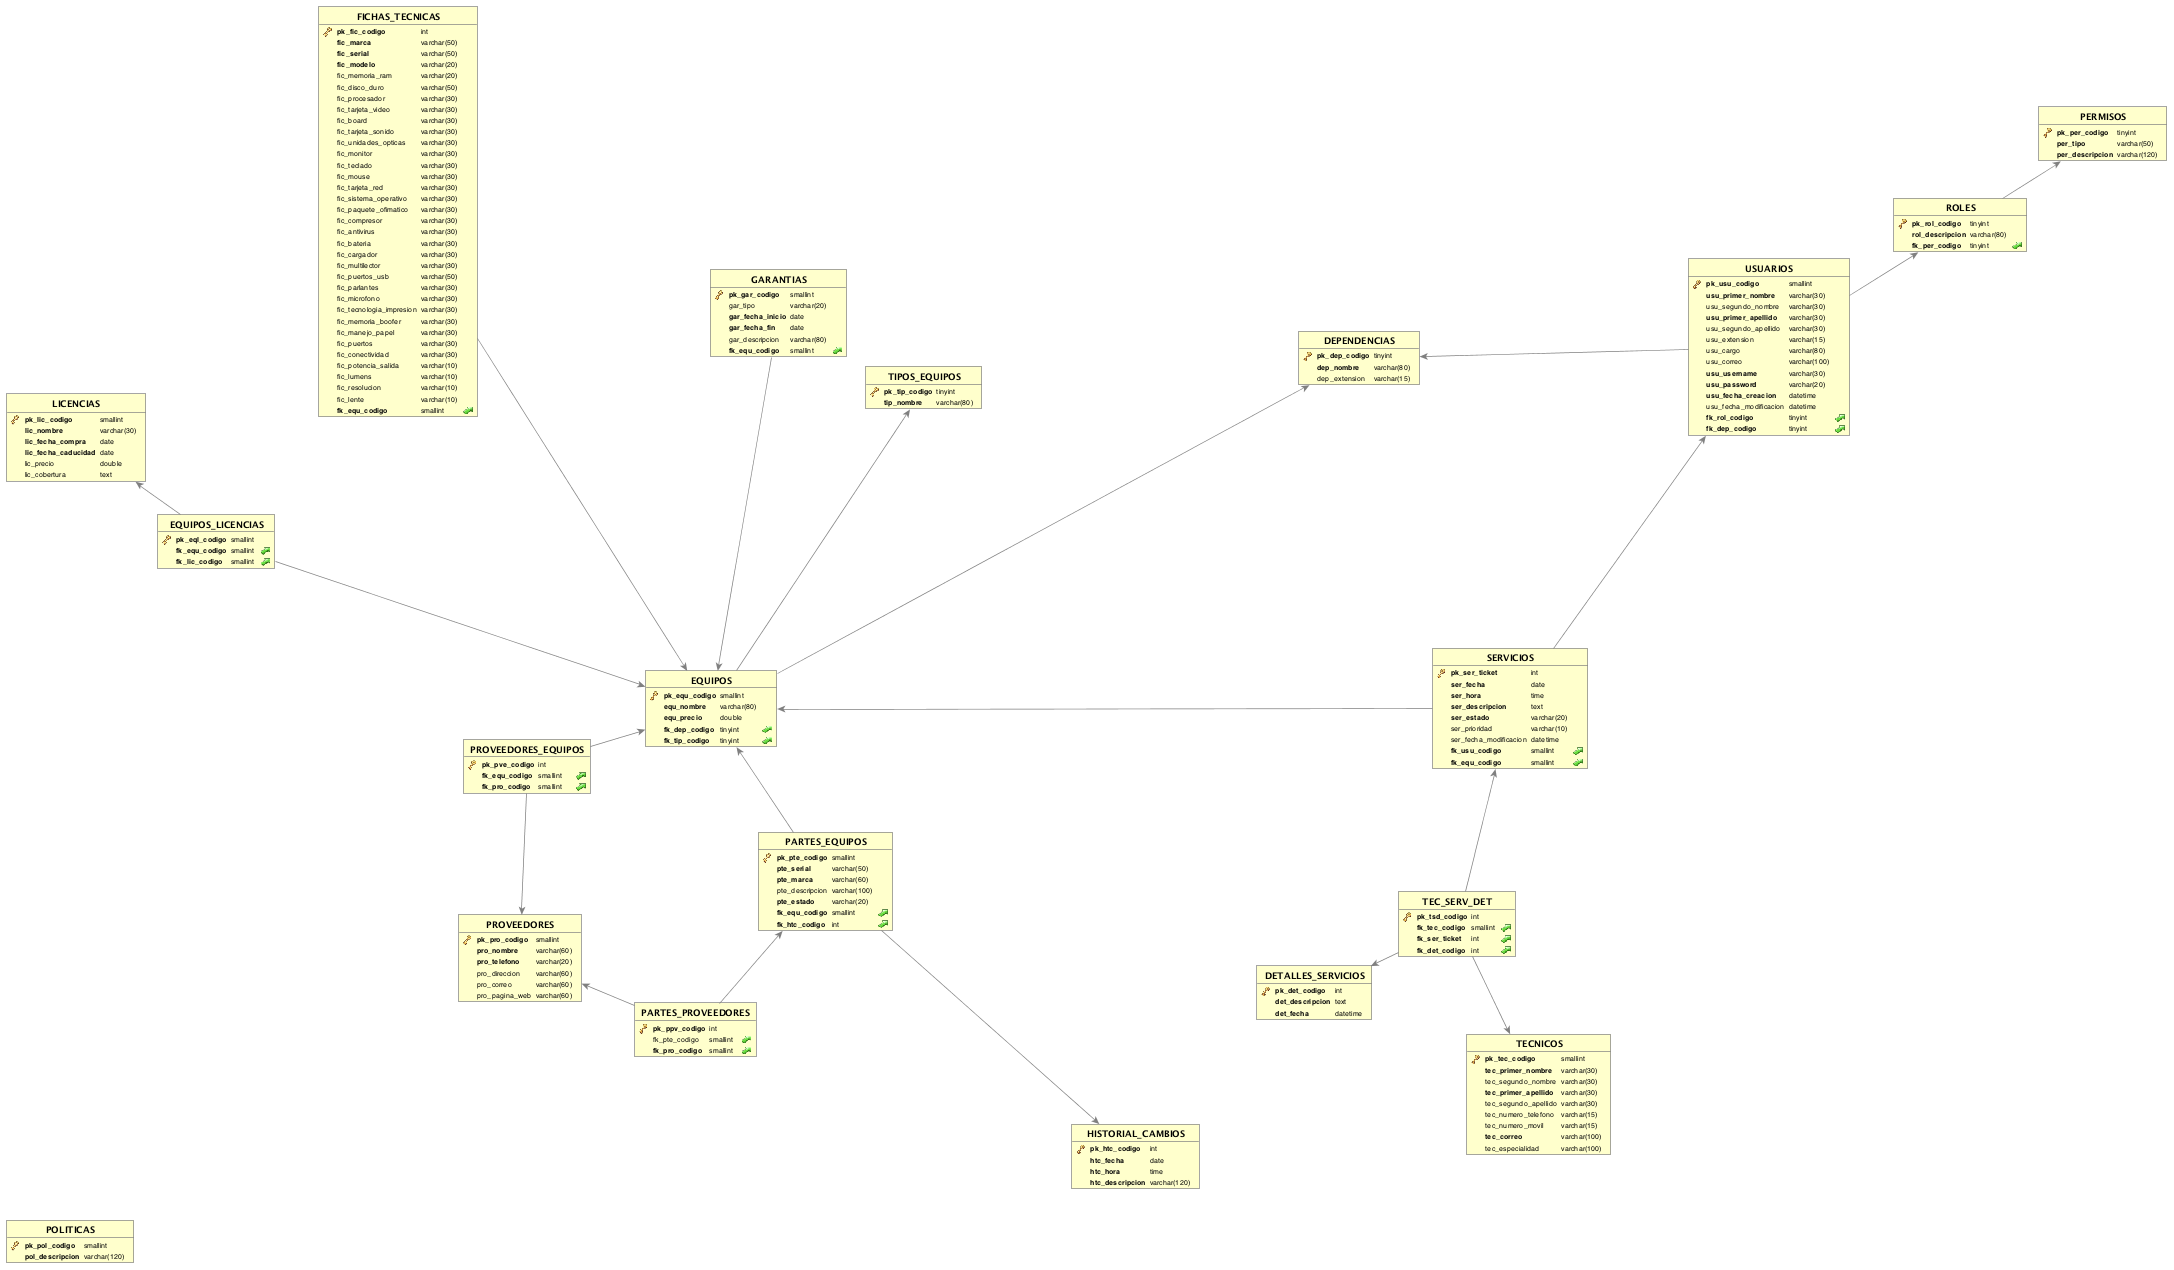 FICHAS_TECNICAS
pk_fic_codigo int
fic_marca varchar(50)
fic_serial varchar(50)
fic_modelo varchar(20)
fic_memoria_ram varchar(20)
fic_disco_duro varchar(50)
fic_procesador varchar(30)
fic_tarjeta_video varchar(30)
fic_board varchar(30)
fic_tarjeta_sonido varchar(30)
fic_unidades_opticas varchar(30)
fic_monitor varchar(30)
fic_teclado varchar(30)
fic_mouse varchar(30)
fic_tarjeta_red varchar(30)
fic_sistema_operativo varchar(30)
fic_paquete_ofimatico varchar(30)
fic_compresor varchar(30)
fic_antivirus varchar(30)
fic_bateria varchar(30)
fic_cargador varchar(30)
fic_multilector varchar(30)
fic_puertos_usb varchar(50)
fic_parlantes varchar(30)
fic_microfono varchar(30)
fic_tecnologia_impresion varchar(30)
fic_memoria_boofer varchar(30)
fic_manejo_papel varchar(30)
fic_puertos varchar(30)
fic_conectividad varchar(30)
fic_potencia_salida varchar(10)
fic_lumens varchar(10)
fic_resolucion varchar(10)
fic_lente varchar(10)
fk_equ_codigo smallint
PERMISOS
pk_per_codigo tinyint
per_tipo varchar(50)
per_descripcion varchar(120)
ROLES
pk_rol_codigo tinyint
rol_descripcion varchar(80)
fk_per_codigo tinyint
USUARIOS
pk_usu_codigo smallint
usu_primer_nombre varchar(30)
usu_segundo_nombre varchar(30)
usu_primer_apellido varchar(30)
usu_segundo_apellido varchar(30)
usu_extension varchar(15)
usu_cargo varchar(80)
usu_correo varchar(100)
usu_username varchar(30)
usu_password varchar(20)
usu_fecha_creacion datetime
usu_fecha_modificacion datetime
fk_rol_codigo tinyint
fk_dep_codigo tinyint
GARANTIAS
pk_gar_codigo smallint
gar_tipo varchar(20)
gar_fecha_inicio date
gar_fecha_fin date
gar_descripcion varchar(80)
fk_equ_codigo smallint
DEPENDENCIAS
pk_dep_codigo tinyint
dep_nombre varchar(80)
dep_extension varchar(15)
TIPOS_EQUIPOS
pk_tip_codigo tinyint
tip_nombre varchar(80)
LICENCIAS
pk_lic_codigo smallint
lic_nombre varchar(30)
lic_fecha_compra date
lic_fecha_caducidad date
lic_precio double
lic_cobertura text
EQUIPOS_LICENCIAS
pk_eql_codigo smallint
fk_equ_codigo smallint
fk_lic_codigo smallint
EQUIPOS
pk_equ_codigo smallint
equ_nombre varchar(80)
equ_precio double
fk_dep_codigo tinyint
fk_tip_codigo tinyint
SERVICIOS
pk_ser_ticket int
ser_fecha date
ser_hora time
ser_descripcion text
ser_estado varchar(20)
ser_prioridad varchar(10)
ser_fecha_modificacion datetime
fk_usu_codigo smallint
fk_equ_codigo smallint
PROVEEDORES_EQUIPOS
pk_pve_codigo int
fk_equ_codigo smallint
fk_pro_codigo smallint
PARTES_EQUIPOS
pk_pte_codigo smallint
pte_serial varchar(50)
pte_marca varchar(60)
pte_descripcion varchar(100)
pte_estado varchar(20)
fk_equ_codigo smallint
fk_htc_codigo int
TEC_SERV_DET
pk_tsd_codigo int
fk_tec_codigo smallint
fk_ser_ticket int
fk_det_codigo int
PROVEEDORES
pk_pro_codigo smallint
pro_nombre varchar(60)
pro_telefono varchar(20)
pro_direccion varchar(60)
pro_correo varchar(60)
pro_pagina_web varchar(60)
DETALLES_SERVICIOS
pk_det_codigo int
det_descripcion text
det_fecha datetime
PARTES_PROVEEDORES
pk_ppv_codigo int
fk_pte_codigo smallint
fk_pro_codigo smallint
TECNICOS
pk_tec_codigo smallint
tec_primer_nombre varchar(30)
tec_segundo_nombre varchar(30)
tec_primer_apellido varchar(30)
tec_segundo_apellido varchar(30)
tec_numero_telefono varchar(15)
tec_numero_movil varchar(15)
tec_correo varchar(100)
tec_especialidad varchar(100)
HISTORIAL_CAMBIOS
pk_htc_codigo int
htc_fecha date
htc_hora time
htc_descripcion varchar(120)
POLITICAS
pk_pol_codigo smallint
pol_descripcion varchar(120)